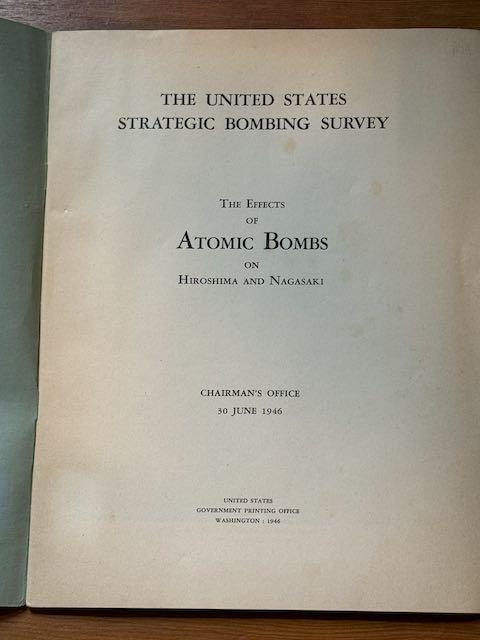 THE UNITED STATES
STRATEGIC BOMBING SURVEY
THE EFFECTS
OF
ATOMIC BOMBS
ON
HIROSHIMA AND NAGASAKI
CHAIRMAN'S OFFICE
30 JUNE 1946
UNITED STATES
GOVERNMENT PRINTING OFFICE
WASHINGTON : 1946